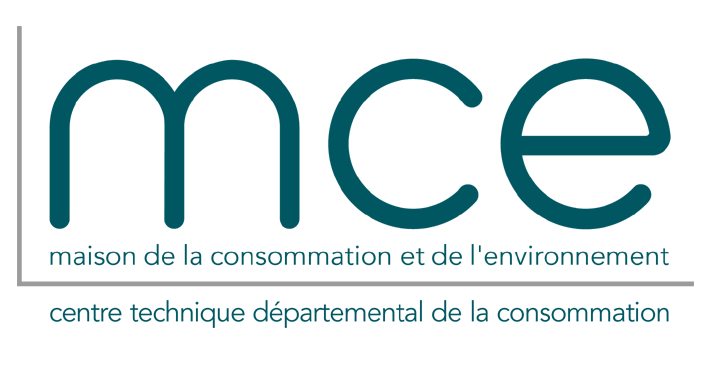 mce
maison de la consommation et de l'environnement
centre technique départemental de la consommation